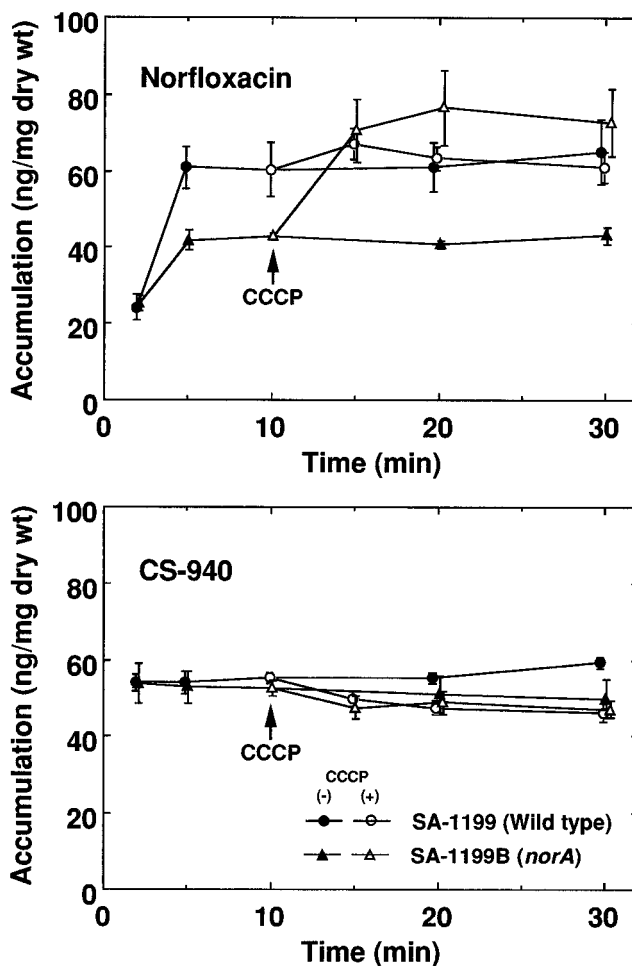 Norfloxacin
Accumulation (ng/mg dry wt)
100
80
60
40
20
0
CCCP
0 10 20 30
Time (min)
CS-940
Accumulation (ng/mg dry wt)
100
80
60
40
20
0
CCCP
CCCP
(-) (+)
SA-1199 (Wild type)
SA-1199B (norA)
0 10 20 30
Time (min)